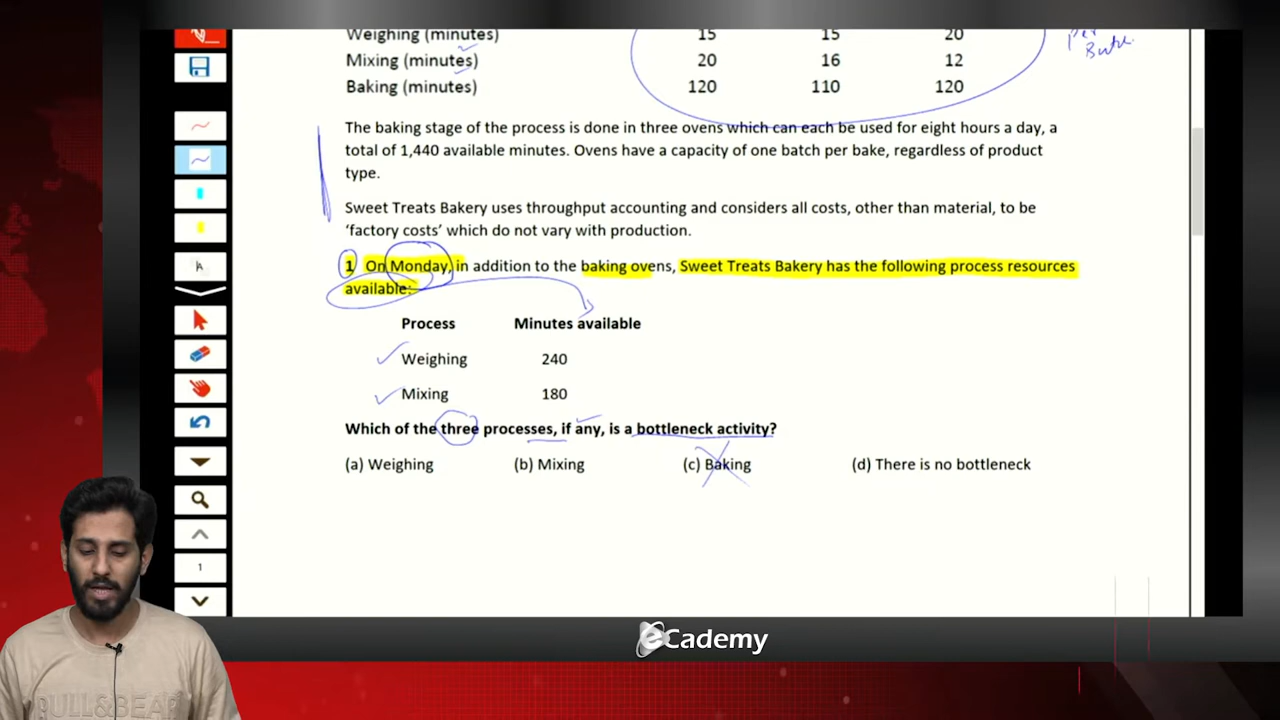 Weighing (minutes) 15 15 20
per
Mixing (minutes) 20 16 12
Batch.
Baking (minutes) 120 110 120
The baking stage of the process is done in three ovens which can each be used for eight hours a day, a
total of 1,440 available minutes. Ovens have a capacity of one batch per bake, regardless of product
type.
Sweet Treats Bakery uses throughput accounting and considers all costs, other than material, to be
‘factory costs’ which do not vary with production.
1 On Monday, in addition to the baking ovens, Sweet Treats Bakery has the following process resources
available:
Process Minutes available
Weighing 240
Mixing 180
Which of the three processes, if any, is a bottleneck activity?
(a) Weighing (b) Mixing (c) Baking (d) There is no bottleneck
1
eCademy
PULL&BEAR